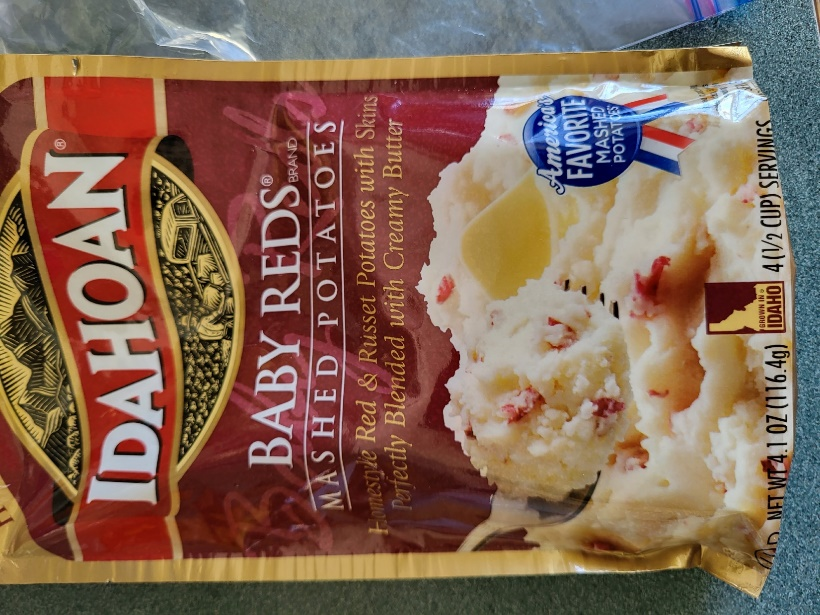 IDAHOAN®
BABY REDS® BRAND
MASHED POTATOES
Homestyle Red & Russet Potatoes with Skins
Perfectly Blended with Creamy Butter
America's
FAVORITE
MASHED
POTATOES
GROWN IN
IDAHO
NET WT 4.1 OZ (116.4g) 4 (1/2 CUP) SERVINGS